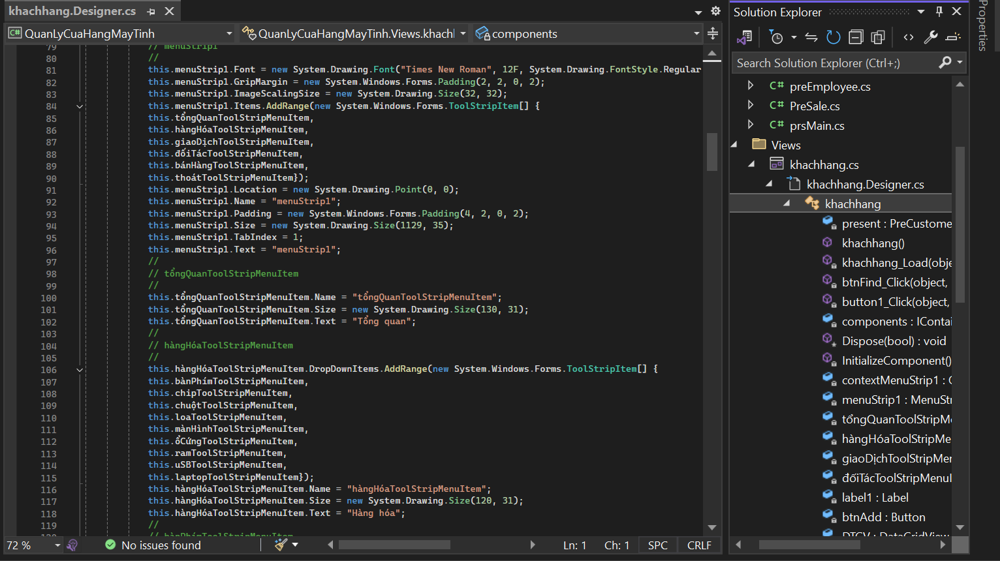 khachhang.Designer.cs
QuanLyCuaHangMayTinh
QuanLyCuaHangMayTinh.Views.khachl
components
79 // menuStrip1
80 //
81 this.menuStrip1.Font = new System.Drawing.Font("Times New Roman", 12F, System.Drawing.FontStyle.Regular
82 this.menuStrip1.GripMargin = new System.Windows.Forms.Padding(2, 2, 0, 2);
83 this.menuStrip1.ImageScalingSize = new System.Drawing.Size(32, 32);
84 this.menuStrip1.Items.AddRange(new System.Windows.Forms.ToolStripItem[] {
85 this.tổngQuanToolStripMenuItem,
86 this.hàngHóaToolStripMenuItem,
87 this.giaoDịchToolStripMenuItem,
88 this.đốiTácToolStripMenuItem,
89 this.bánHàngToolStripMenuItem,
90 this.thoátToolStripMenuItem});
91 this.menuStrip1.Location = new System.Drawing.Point(0, 0);
92 this.menuStrip1.Name = "menuStrip1";
93 this.menuStrip1.Padding = new System.Windows.Forms.Padding(4, 2, 0, 2);
94 this.menuStrip1.Size = new System.Drawing.Size(1129, 35);
95 this.menuStrip1.TabIndex = 1;
96 this.menuStrip1.Text = "menuStrip1";
97 //
98 // tổngQuanToolStripMenuItem
99 //
100 this.tổngQuanToolStripMenuItem.Name = "tổngQuanToolStripMenuItem";
101 this.tổngQuanToolStripMenuItem.Size = new System.Drawing.Size(130, 31);
102 this.tổngQuanToolStripMenuItem.Text = "Tổng quan";
103 //
104 // hàngHóaToolStripMenuItem
105 //
106 this.hàngHóaToolStripMenuItem.DropDownItems.AddRange(new System.Windows.Forms.ToolStripItem[] {
107 this.bànPhímToolStripMenuItem,
108 this.chipToolStripMenuItem,
109 this.chuộtToolStripMenuItem,
110 this.loaToolStripMenuItem,
111 this.mànHìnhToolStripMenuItem,
112 this.ổCứngToolStripMenuItem,
113 this.ramToolStripMenuItem,
114 this.uSBToolStripMenuItem,
115 this.laptopToolStripMenuItem});
116 this.hàngHóaToolStripMenuItem.Name = "hàngHóaToolStripMenuItem";
117 this.hàngHóaToolStripMenuItem.Size = new System.Drawing.Size(120, 31);
118 this.hàngHóaToolStripMenuItem.Text = "Hàng hóa";
119 //
120 // bànPhímToolStripMenuItem
72 %
No issues found
Ln: 1
Ch: 1
SPC
CRLF
Solution Explorer
Search Solution Explorer (Ctrl+;)
C# preEmployee.cs
C# PreSale.cs
C# prsMain.cs
Views
khachhang.cs
khachhang.Designer.cs
khachhang
present : PreCustome
khachhang()
khachhang_Load(obje
btnFind_Click(object,
button1_Click(object,
components : IContai
Dispose(bool) : void
InitializeComponent()
contextMenuStrip1 : C
menuStrip1 : MenuStr
tổngQuanToolStripMe
hàngHóaToolStripMe
giaoDịchToolStripMer
đốiTácToolStripMenuI
label1 : Label
btnAdd : Button
DTGV : DataGridView
Properties